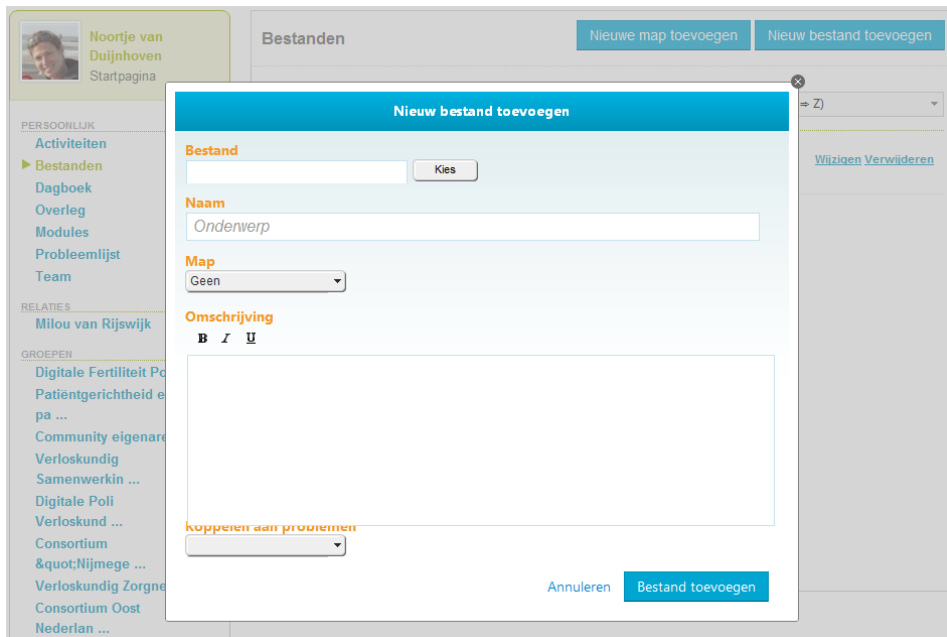 Noortje van
Duijnhoven
Startpagina
PERSOONLIJK
Activiteiten
Bestanden
Dagboek
Overleg
Modules
Probleemlijst
Team
RELATIES
Milou van Rijswijk
GROEPEN
Digitale Fertiliteit Po
Patiëntgerichtheid e
pa ...
Community eigenare
Verloskundig
Samenwerkin ...
Digitale Poli
Verloskund ...
Consortium
&quot;Nijmege ...
Verloskundig Zorgne
Consortium Oost
Nederlan ...
Bestanden
Nieuwe map toevoegen
Nieuw bestand toevoegen
⇒ Z)
Wijzigen Verwijderen
Nieuw bestand toevoegen
Bestand
Kies
Naam
Onderwerp
Map
Geen
Omschrijving
B I U
Koppelen aan problemen
Annuleren
Bestand toevoegen